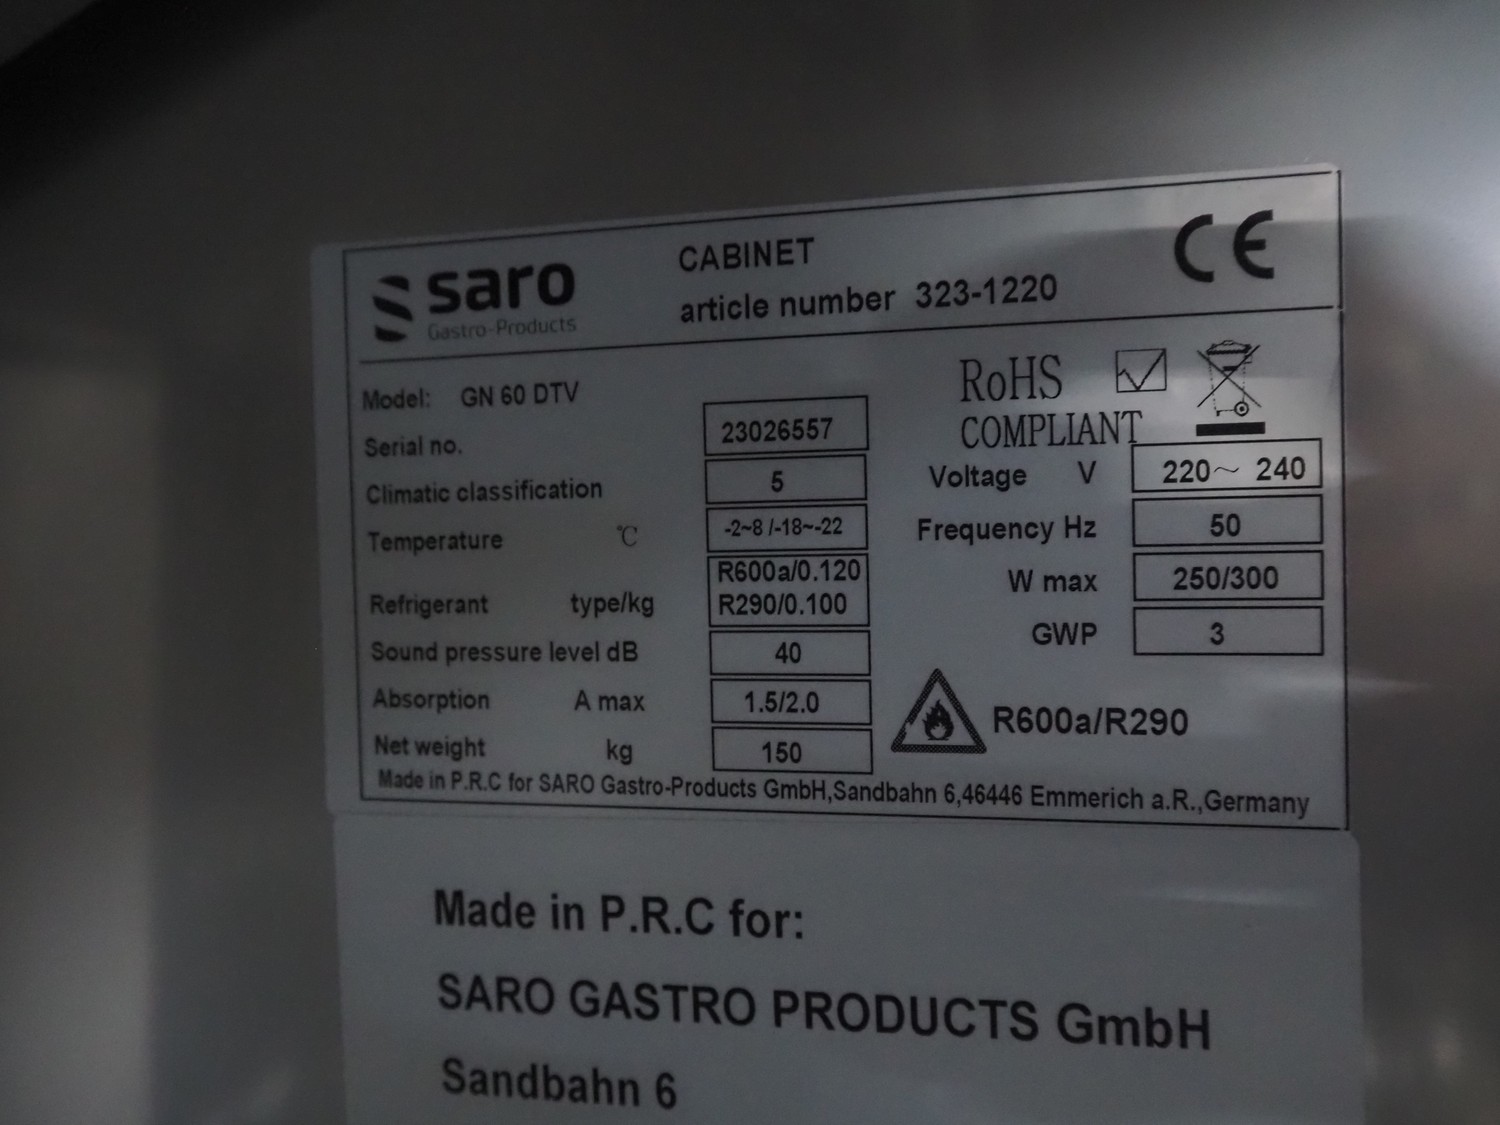 saro
Gastro-Products
CABINET
article number 323-1220
CE
Model: GN 60 DTV
RoHS
COMPLIANT
Serial no. 23026557
Climatic classification 5
Temperature ℃ -2~8 /-18~-22
Refrigerant type/kg R600a/0.120
R290/0.100
Sound pressure level dB 40
Absorption A max 1.5/2.0
Net weight kg 150
Voltage V 220~ 240
Frequency Hz 50
W max 250/300
GWP 3
R600a/R290
Made in P.R.C for SARO Gastro-Products GmbH,Sandbahn 6,46446 Emmerich a.R.,Germany
Made in P.R.C for:
SARO GASTRO PRODUCTS GmbH
Sandbahn 6